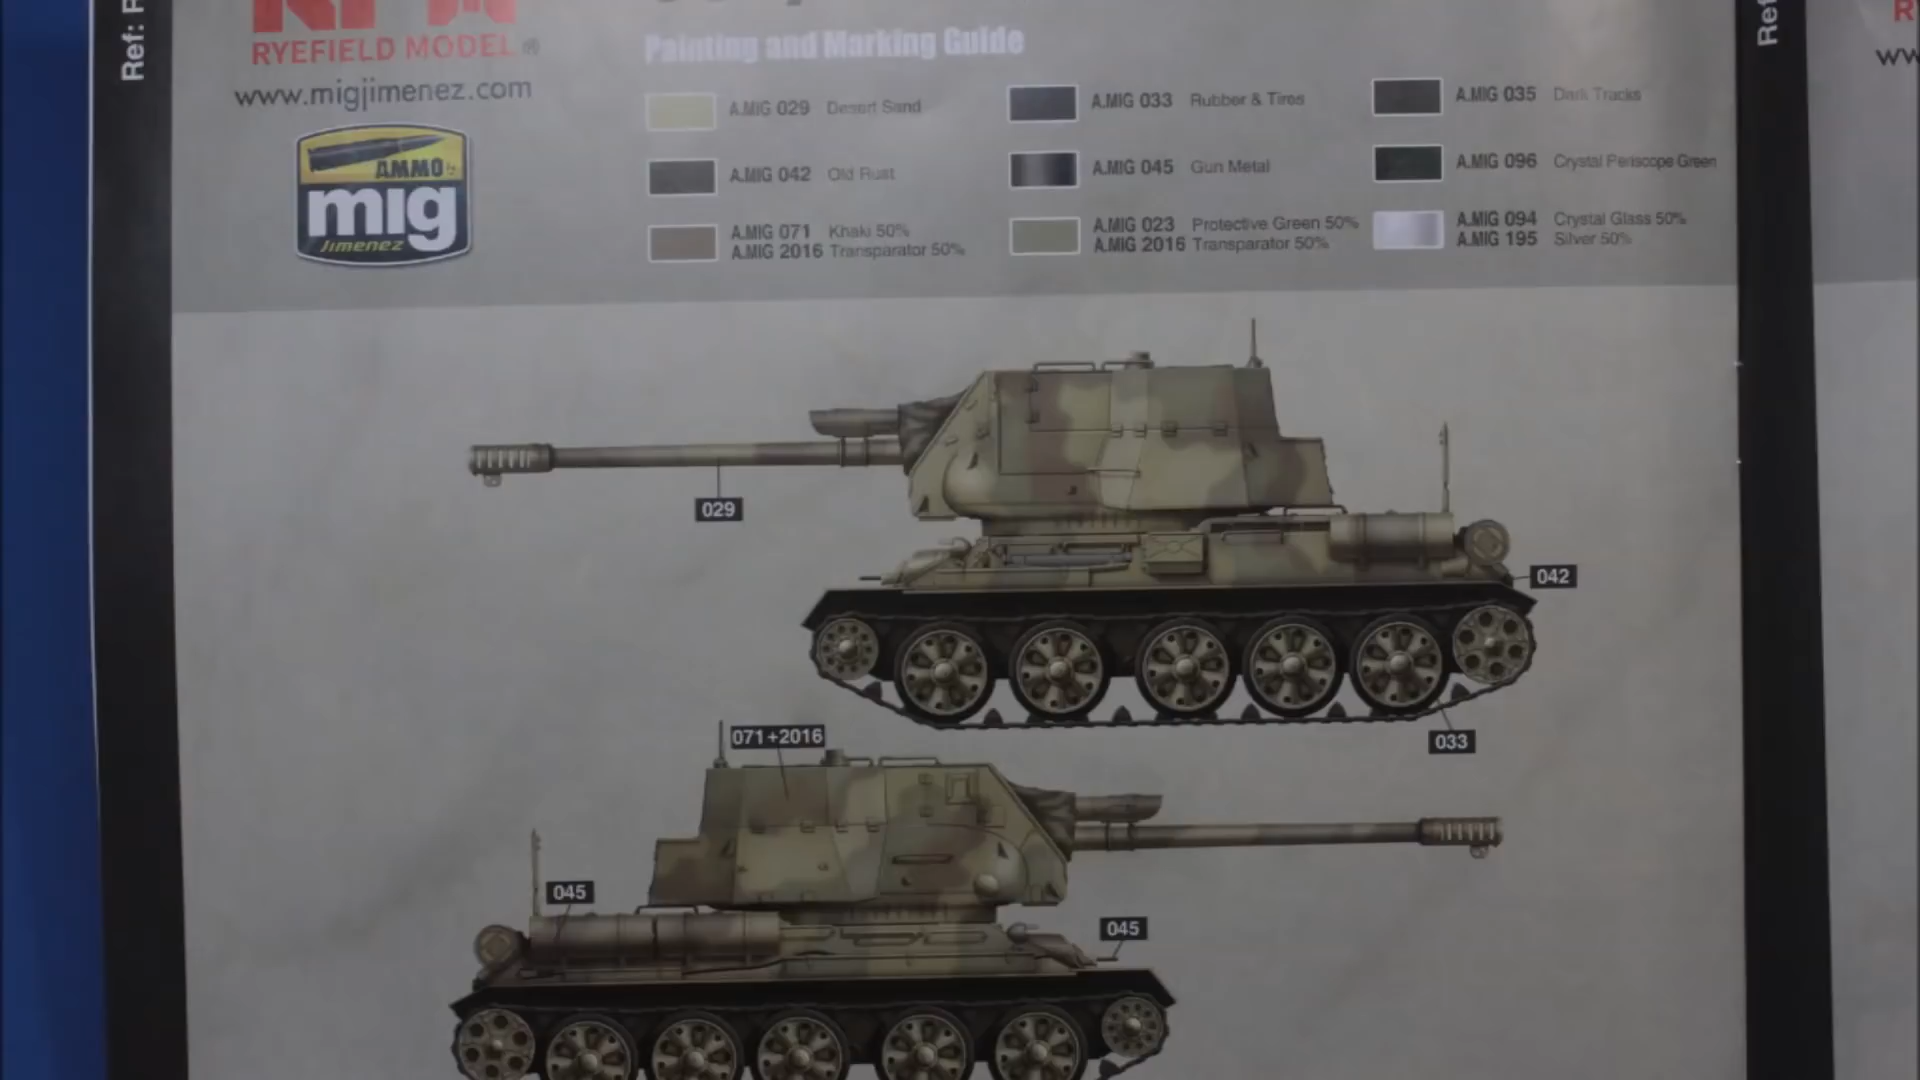 Ref: R
RFM
RYEFIELD MODEL®
www.migjimenez.com
AMMO
mig
Jimenez
Painting and Marking Guide
A.MIG 029 Desert Sand
A.MIG 033 Rubber & Tires
A.MIG 035 Dark Tracks
A.MIG 042 Old Rust
A.MIG 045 Gun Metal
A.MIG 096 Crystal Periscope Green
A.MIG 071 Khaki 50%
A.MIG 2016 Transparator 50%
A.MIG 023 Protective Green 50%
A.MIG 2016 Transparator 50%
A.MIG 094 Crystal Glass 50%
A.MIG 195 Silver 50%
029
042
033
071+2016
045
045
Ref
R
ww